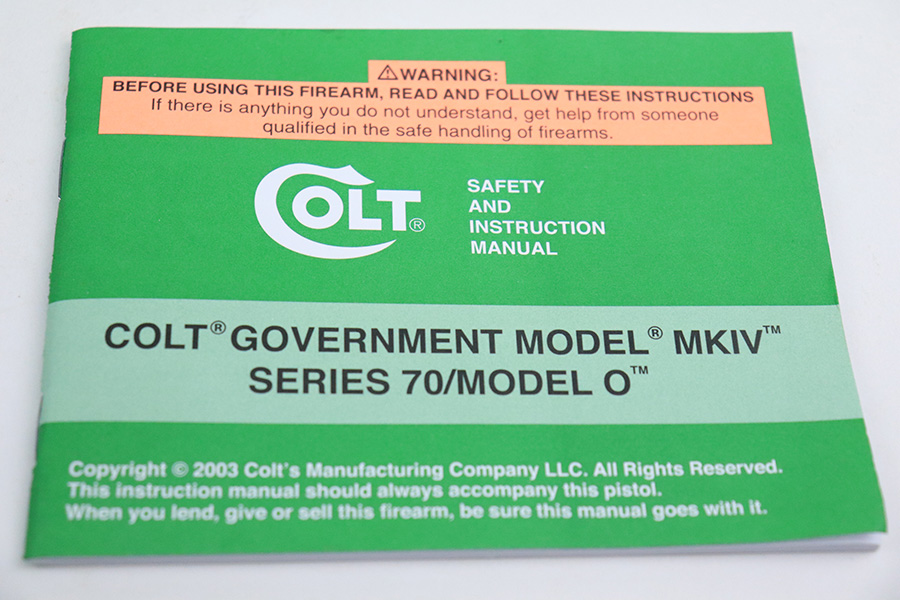 ⚠WARNING:
BEFORE USING THIS FIREARM, READ AND FOLLOW THESE INSTRUCTIONS
If there is anything you do not understand, get help from someone
qualified in the safe handling of firearms.
COLT®
SAFETY
AND
INSTRUCTION
MANUAL
COLT® GOVERNMENT MODEL® MKIV™
SERIES 70/MODEL O™
Copyright © 2003 Colt's Manufacturing Company LLC. All Rights Reserved.
This instruction manual should always accompany this pistol.
When you lend, give or sell this firearm, be sure this manual goes with it.